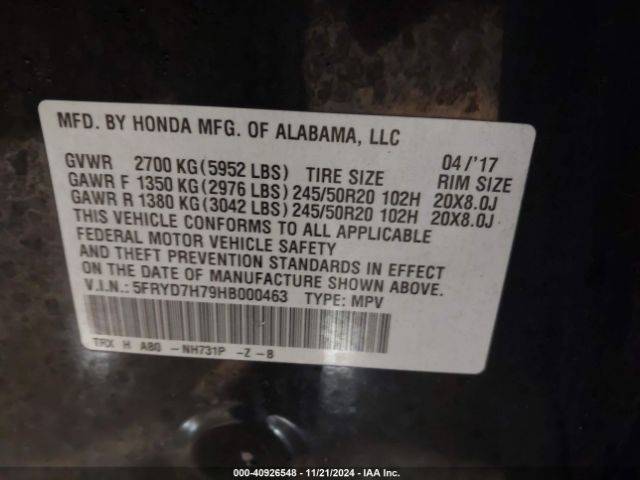 MFD. BY HONDA MFG. OF ALABAMA, LLC
GVWR 2700 KG(5952 LBS) TIRE SIZE 04/'17 RIM SIZE
GAWR F 1350 KG(2976 LBS) 245/50R20 102H 20X8.0J
GAWR R 1380 KG(3042 LBS) 245/50R20 102H 20X8.0J
THIS VEHICLE CONFORMS TO ALL APPLICABLE
FEDERAL MOTOR VEHICLE SAFETY
AND THEFT PREVENTION STANDARDS IN EFFECT
ON THE DATE OF MANUFACTURE SHOWN ABOVE.
V.I.N.: 5FRYD7H79HB000463 TYPE: MPV
TRX H A80 -NH731P -Z -B
000-40926548 - 11/21/2024 - IAA Inc.